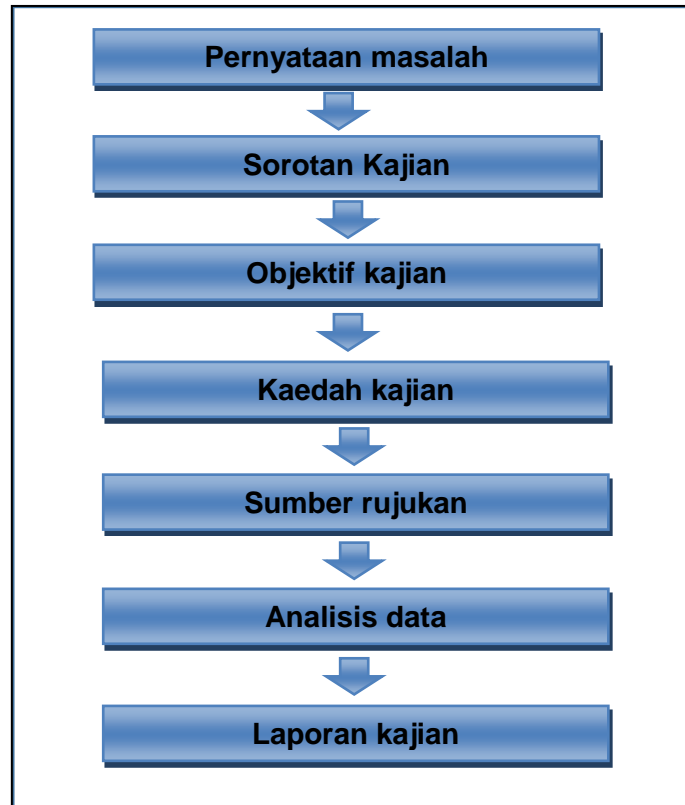 Pernyataan masalah
Sorotan Kajian
Objektif kajian
Kaedah kajian
Sumber rujukan
Analisis data
Laporan kajian